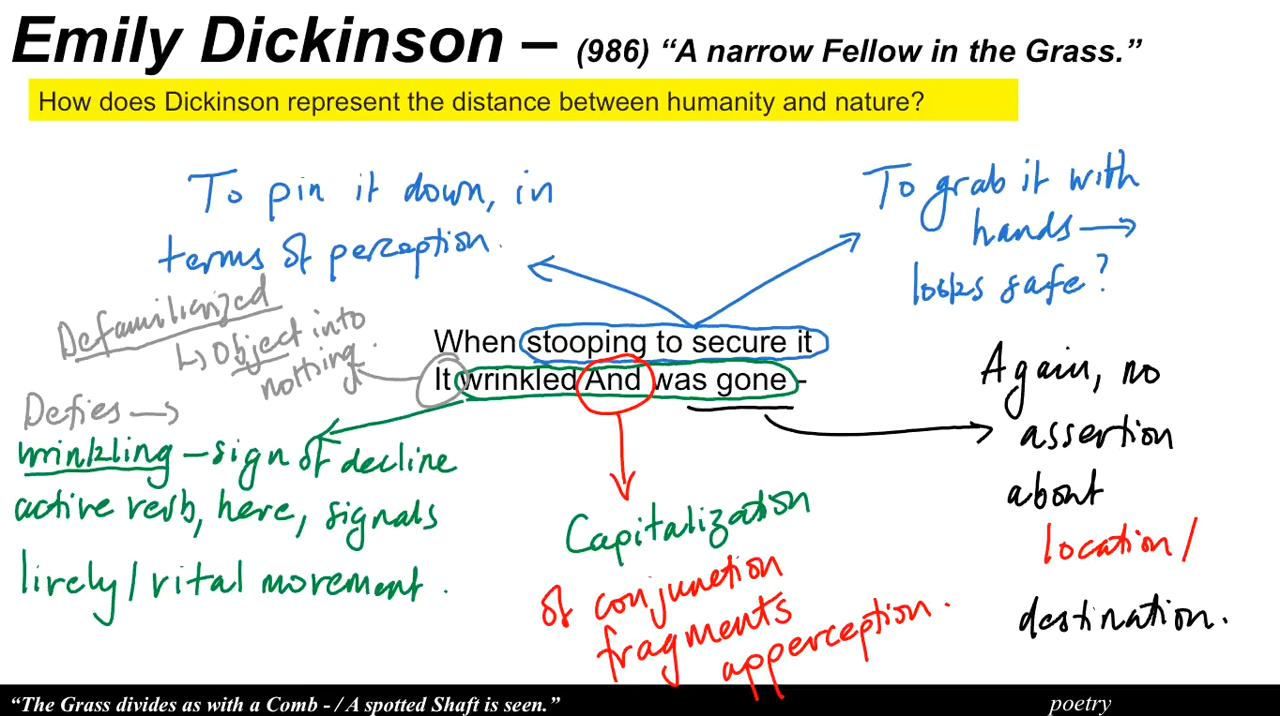 Emily Dickinson – (986) “A narrow Fellow in the Grass.”
How does Dickinson represent the distance between humanity and nature?
To pin it down, in
terms of perception.
To grab it with
hands →
looks safe?
Defamiliarized
↳ Object into
nothing.
When stooping to secure it
It wrinkled And was gone -
Defies →
wrinkling – sign of decline
active verb, here, signals
lively/vital movement.
Capitalization
of conjunction
fragments
apperception.
Again, no
assertion
about
location/
destination.
“The Grass divides as with a Comb - / A spotted Shaft is seen.”
poetry